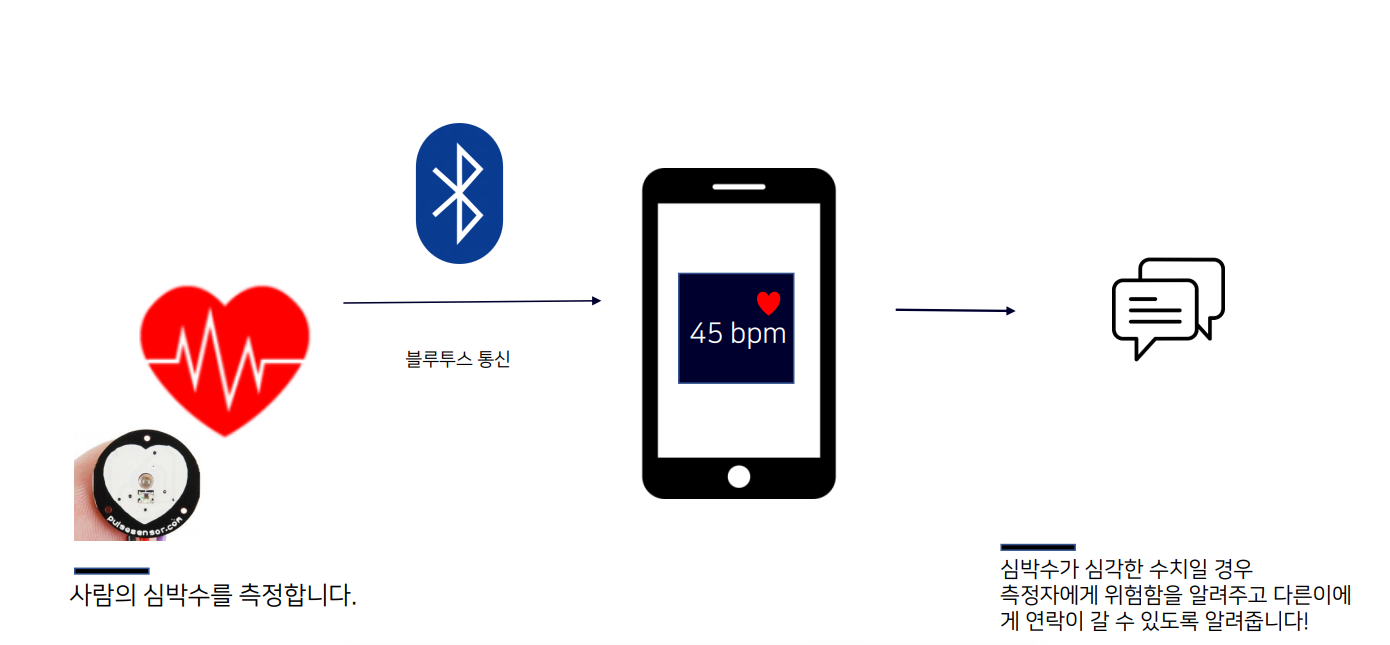 블루투스 통신
45 bpm
pulsesensor.com
사람의 심박수를 측정합니다.
심박수가 심각한 수치일 경우
측정자에게 위험함을 알려주고 다른이에
게 연락이 갈 수 있도록 알려줍니다!